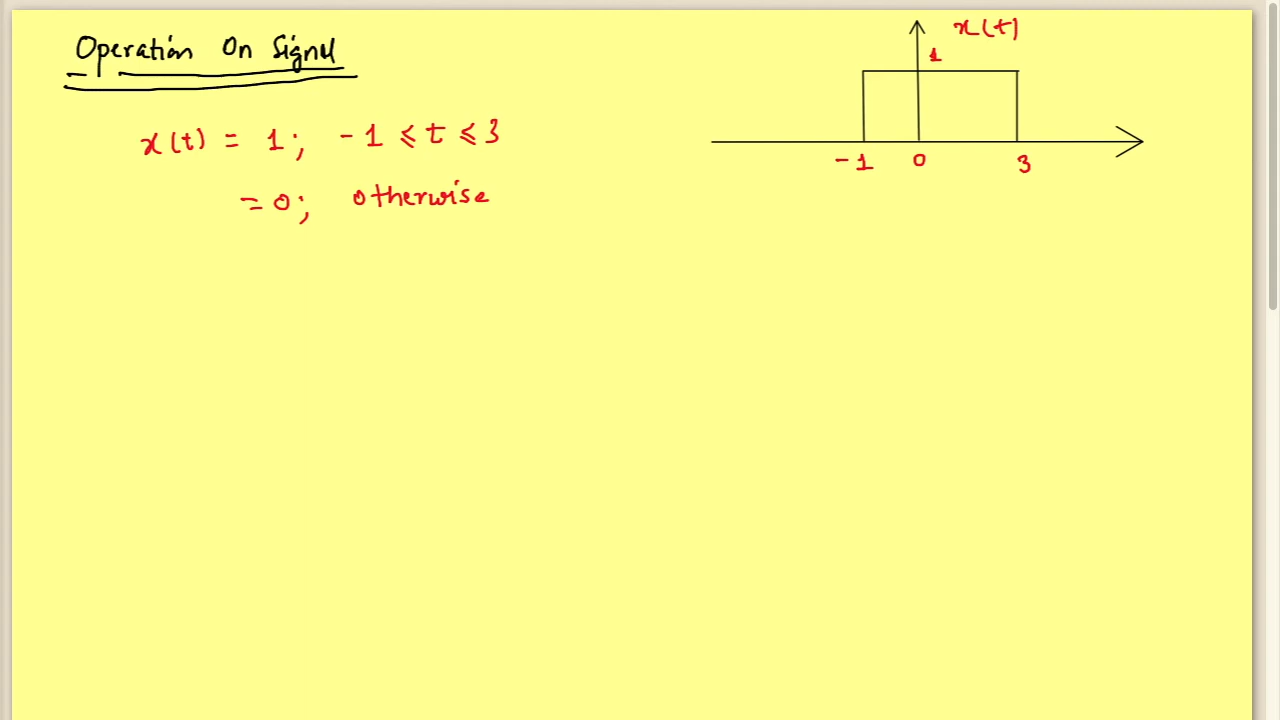 Operation On Signal
x(t) = 1; -1 ≤ t ≤ 3
= 0; otherwise
x(t)
1
-1 0 3